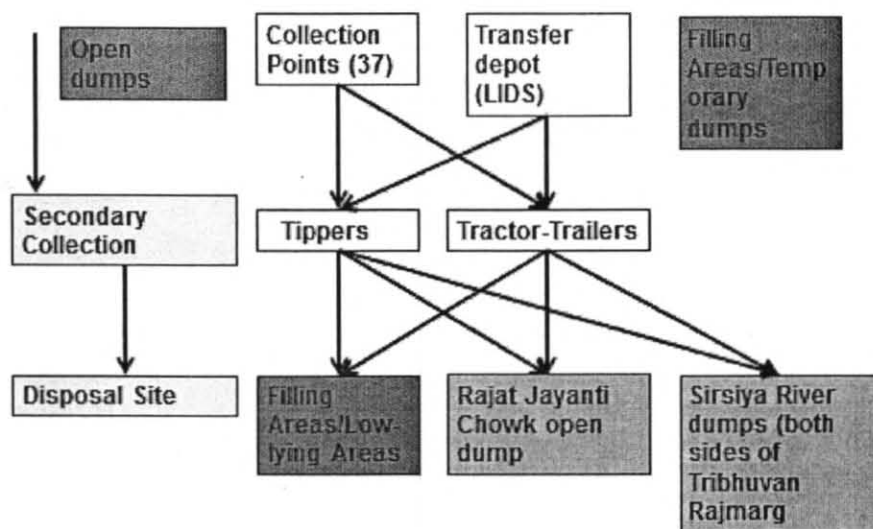 Open
dumps
Collection
Points (37)
Transfer
depot
(LIDS)
Filling
Areas/Temp
orary
dumps
Secondary
Collection
Tippers
Tractor-Trailers
Disposal Site
Filling
Areas/Low-
lying Areas
Rajat Jayanti
Chowk open
dump
Sirsiya River
dumps (both
sides of
Tribhuvan
Rajmarg